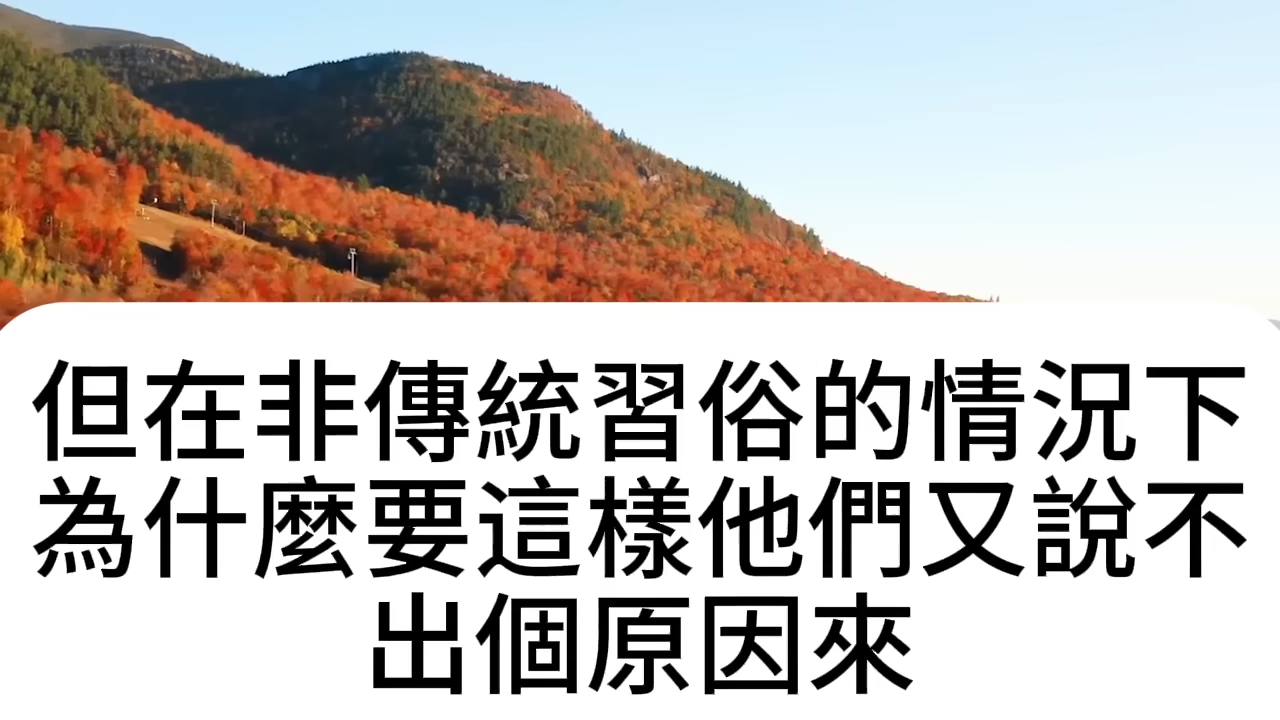 但在非傳統習俗的情況下
為什麼要這樣他們又說不
出個原因來